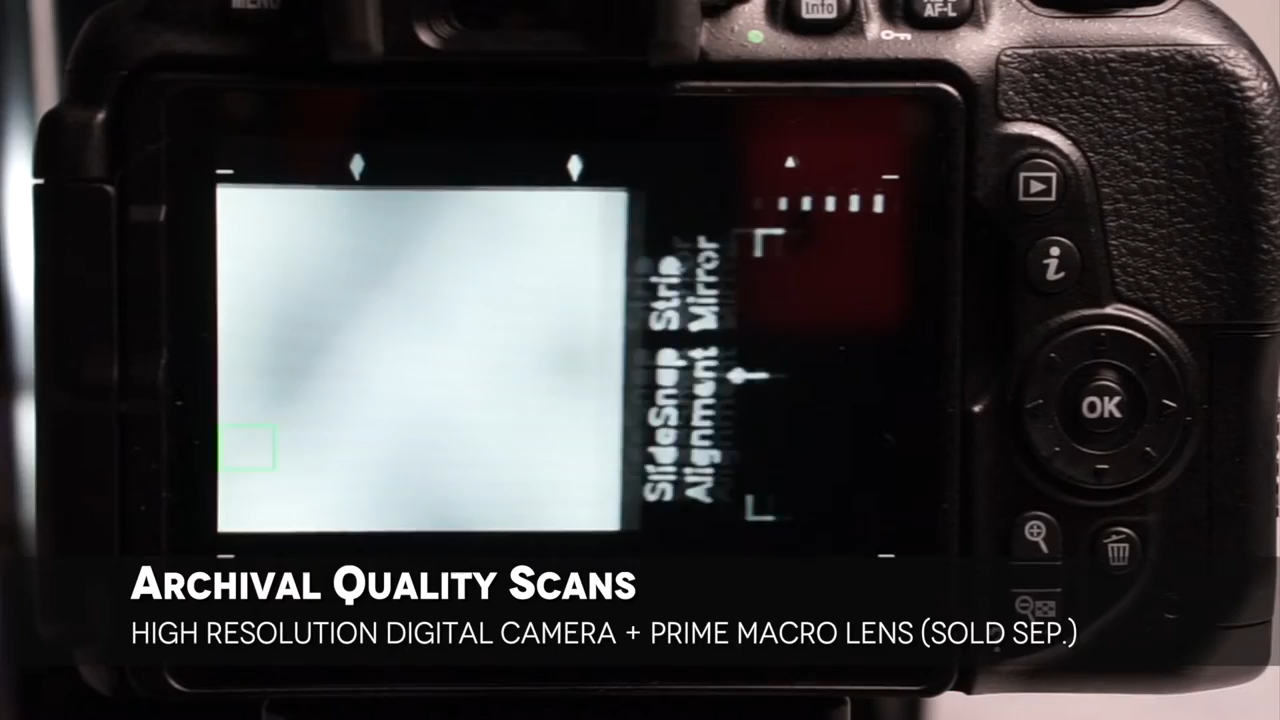 MENU
Info
AF-L
SlideSnap Strip
Alignment Mirror
i
OK
Archival Quality Scans
HIGH RESOLUTION DIGITAL CAMERA + PRIME MACRO LENS (SOLD SEP.)